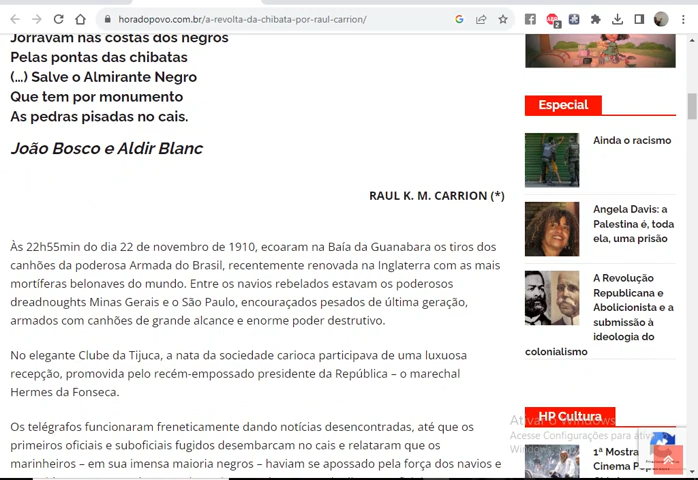 horadopovo.com.br/a-revolta-da-chibata-por-raul-carrion/
Jorravam nas costas dos negros
Pelas pontas das chibatas
(…) Salve o Almirante Negro
Que tem por monumento
As pedras pisadas no cais.
João Bosco e Aldir Blanc
RAUL K. M. CARRION (*)
Às 22h55min do dia 22 de novembro de 1910, ecoaram na Baía da Guanabara os tiros dos
canhões da poderosa Armada do Brasil, recentemente renovada na Inglaterra com as mais
mortíferas belonaves do mundo. Entre os navios rebelados estavam os poderosos
dreadnoughts Minas Gerais e o São Paulo, encouraçados pesados de última geração,
armados com canhões de grande alcance e enorme poder destrutivo.
No elegante Clube da Tijuca, a nata da sociedade carioca participava de uma luxuosa
recepção, promovida pelo recém-empossado presidente da República – o marechal
Hermes da Fonseca.
Os telégrafos funcionaram freneticamente dando notícias desencontradas, até que os
primeiros oficiais e suboficiais fugidos desembarcam no cais e relataram que os
marinheiros – em sua imensa maioria negros – haviam se apossado pela força dos navios e
Especial
Ainda o racismo
Angela Davis: a
Palestina é, toda
ela, uma prisão
A Revolução
Republicana e
Abolicionista e a
submissão à
ideologia do
colonialismo
HP Cultura
1ª Mostra
Cinema Popu
Ativar o Windows
Acesse Configurações para ativ
Windows